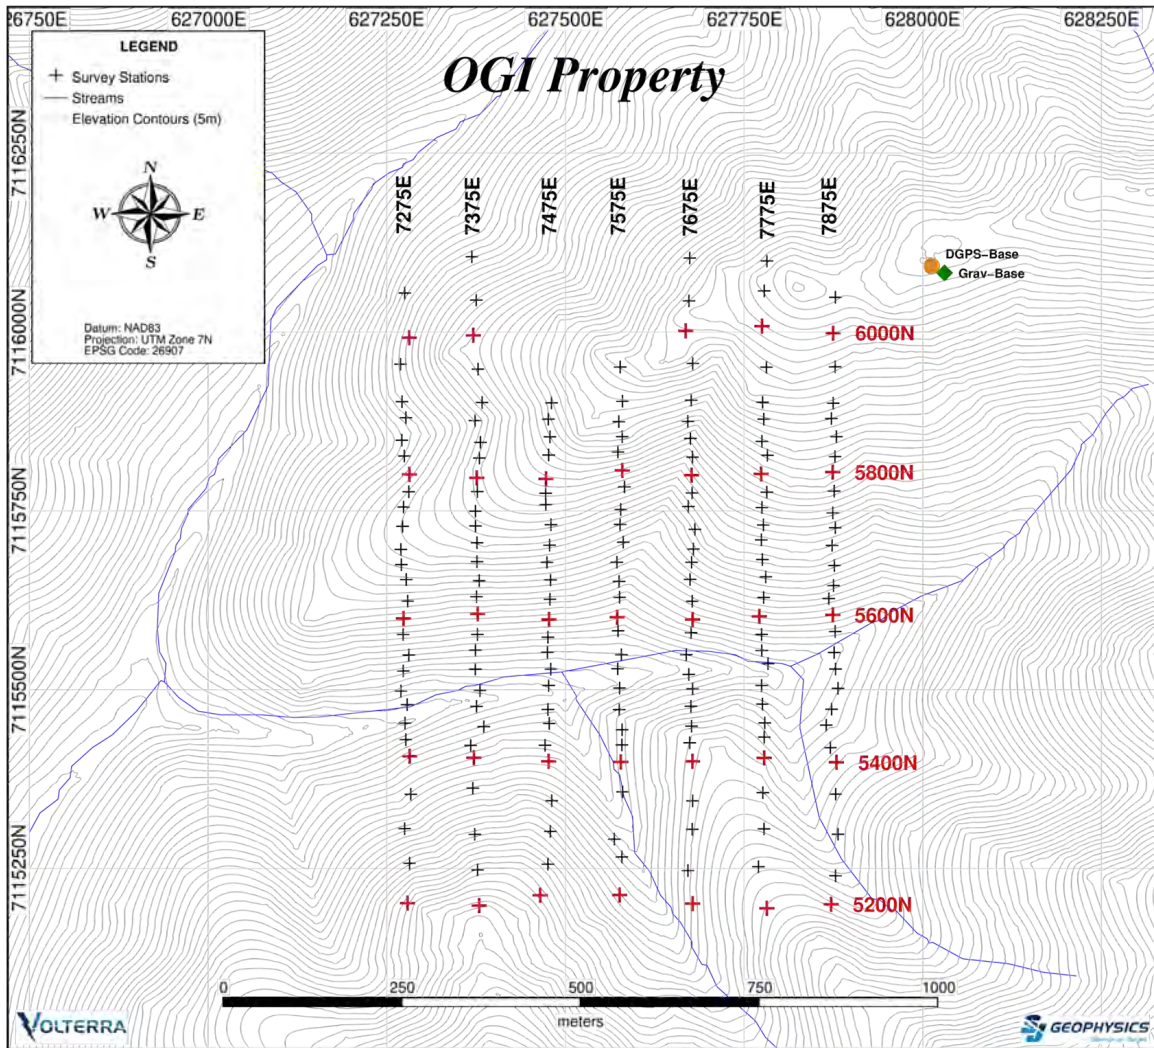 26750E 627000E 627250E 627500E 627750E 628000E 628250E
LEGEND
Survey Stations
Streams
Elevation Contours (5m)
N
W E
S
Datum: NAD83
Projection: UTM Zone 7N
EPSG Code: 26907
OGI Property
7116250N
7116000N
7115750N
7115500N
7115250N
7275E
7375E
7475E
7575E
7675E
7775E
7875E
DGPS-Base
Grav-Base
6000N
5800N
5600N
5400N
5200N
0 250 500 750 1000
meters
VOLTERRA
GEOPHYSICS